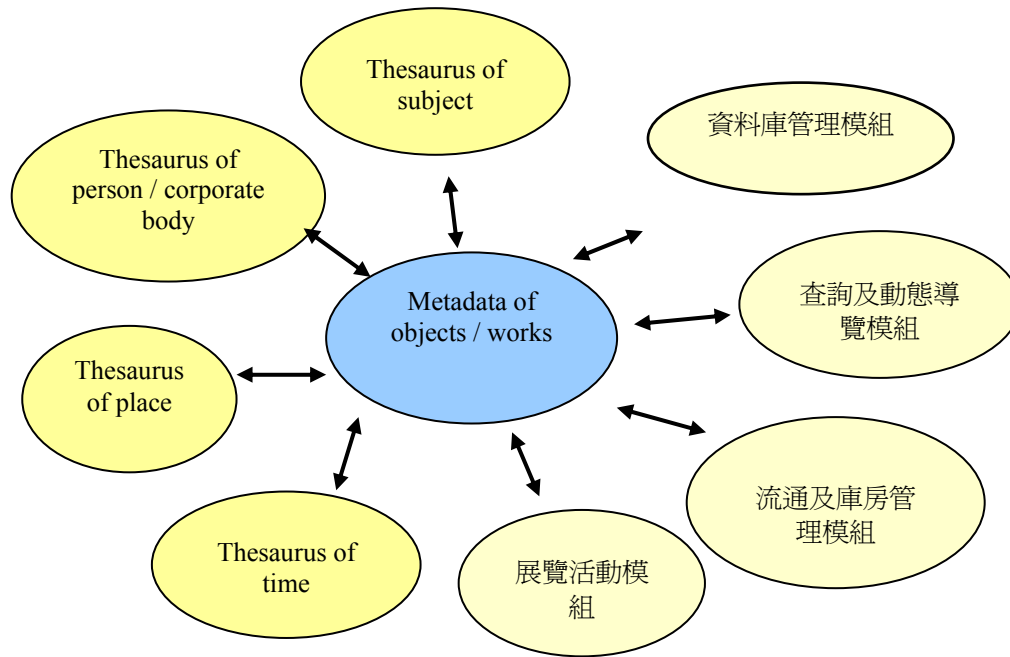 Thesaurus of
subject
資料庫管理模組
Thesaurus of
person / corporate
body
Metadata of
objects / works
查詢及動態導
覽模組
Thesaurus
of place
流通及庫房管
理模組
Thesaurus of
time
展覽活動模
組